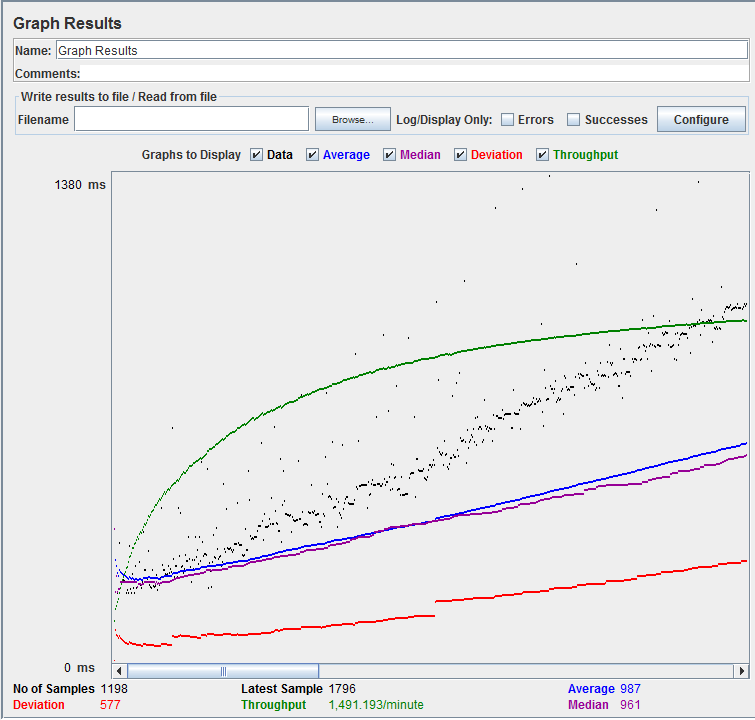 Graph Results
Name: Graph Results
Comments:
Write results to file / Read from file
Filename Browse... Log/Display Only: Errors Successes Configure
Graphs to Display Data Average Median Deviation Throughput
1380 ms
0 ms
No of Samples 1198 Latest Sample 1796 Average 987
Deviation 577 Throughput 1,491.193/minute Median 961